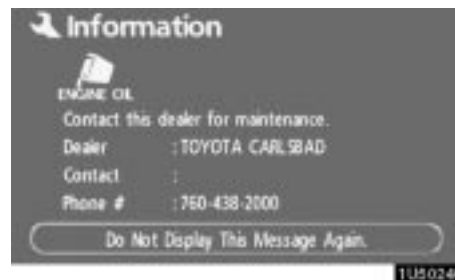 Information
ENGINE OIL
Contact this dealer for maintenance.
Dealer : TOYOTA CARLSBAD
Contact :
Phone # : 760-438-2000
Do Not Display This Message Again.
1U5024